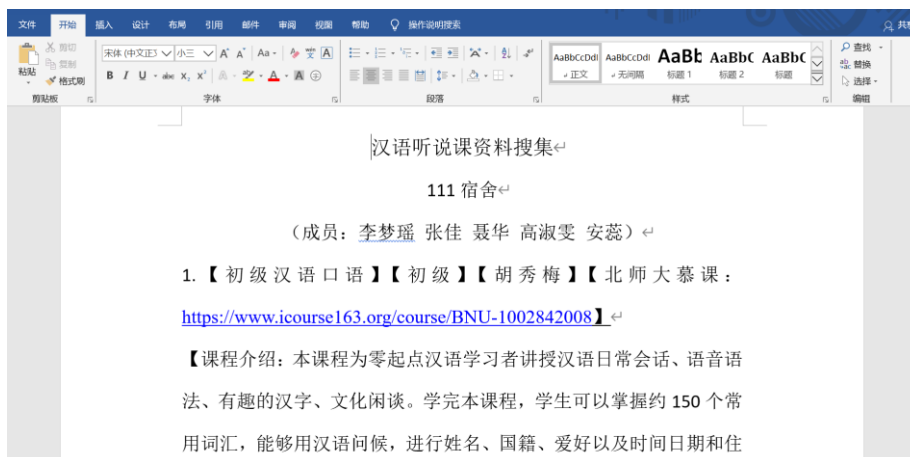 文件 开始 插入 设计 布局 引用 邮件 审阅 视图 帮助 操作说明搜索
剪切
复制
格式刷
粘贴
剪贴板
宋体 (中文正) 小三
字体
段落
AaBbCcDdI AaBbCcDdI AaBb AaBbC AaBbC
正文 无间隔 标题 1 标题 2 标题
样式
查找
替换
选择
编辑
汉语听说课资料搜集
111 宿舍
（成员：李梦瑶 张佳 聂华 高淑雯 安蕊）
1.【初级汉语口语】【初级】【胡秀梅】【北师大慕课：
https://www.icourse163.org/course/BNU-1002842008】
【课程介绍：本课程为零起点汉语学习者讲授汉语日常会话、语音语
法、有趣的汉字、文化闲谈。学完本课程，学生可以掌握约 150 个常
用词汇，能够用汉语问候，进行姓名、国籍、爱好以及时间日期和住